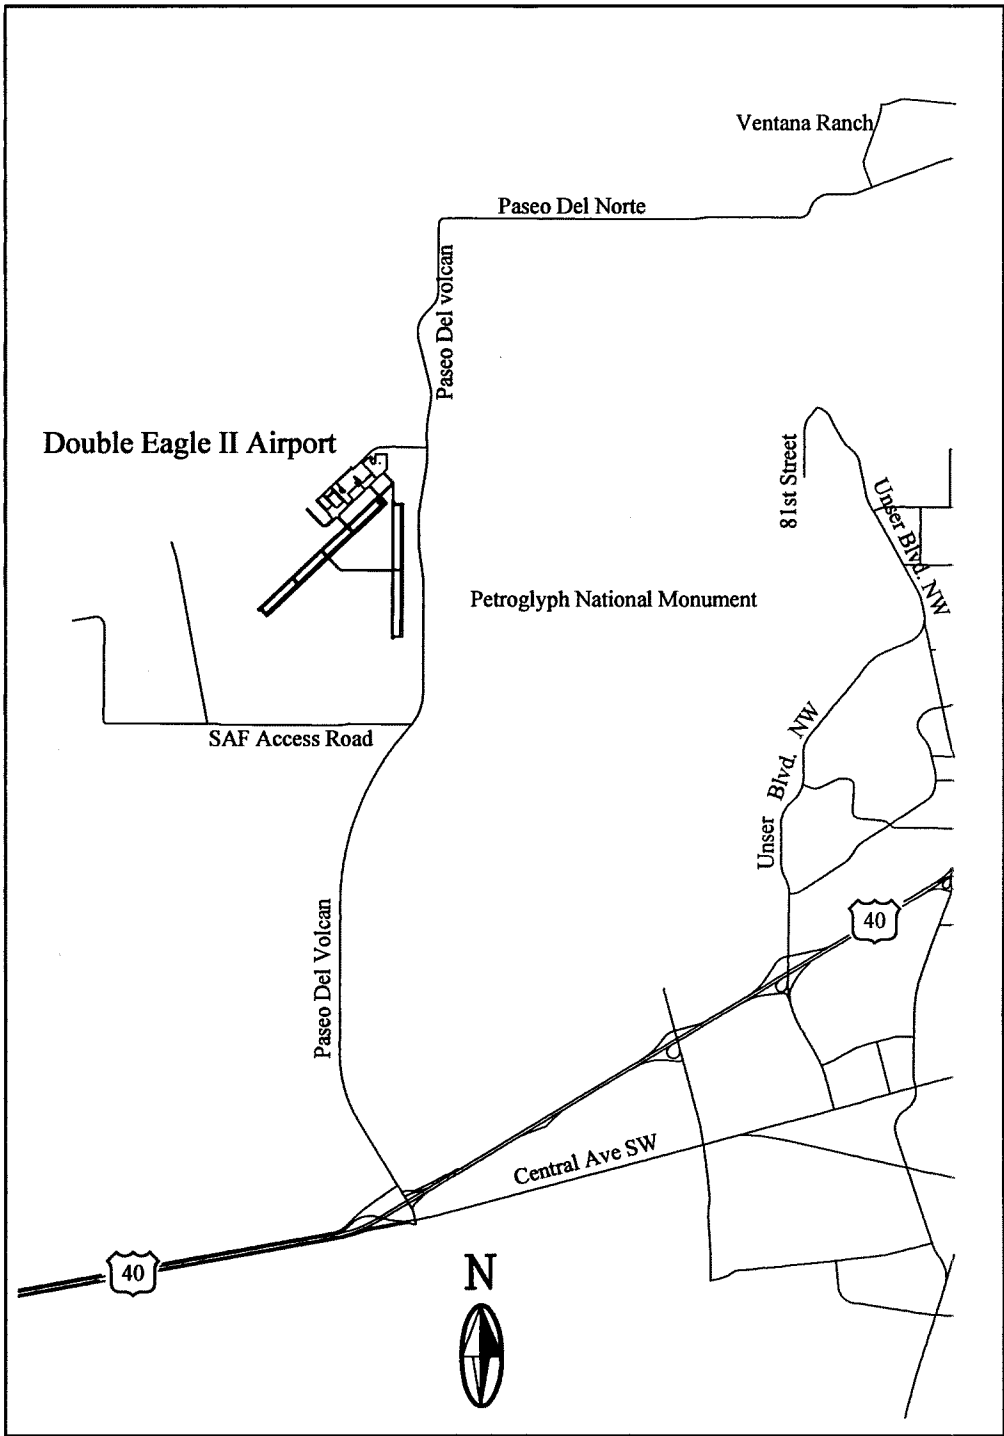 Ventana Ranch
Paseo Del Norte
Paseo Del volcan
Double Eagle II Airport
81st Street
Unser Blvd. NW
Petroglyph National Monument
SAF Access Road
Unser Blvd. NW
Paseo Del Volcan
40
Central Ave SW
40
N